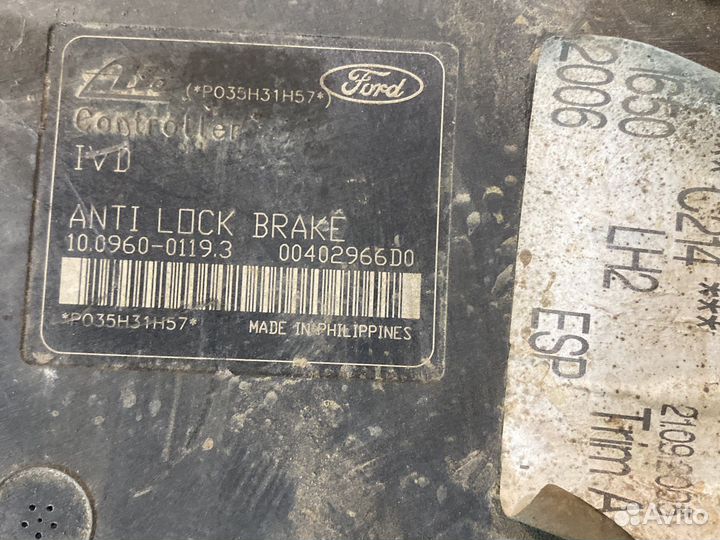 Ate (*P035H31H57*) Ford
Controller
IVD
ANTI LOCK BRAKE
10.0960-0119.3 00402966D0
*P035H31H57*
MADE IN PHILIPPINES
1650
2006
C214 ***
LH2
ESP
Trim A
Avito